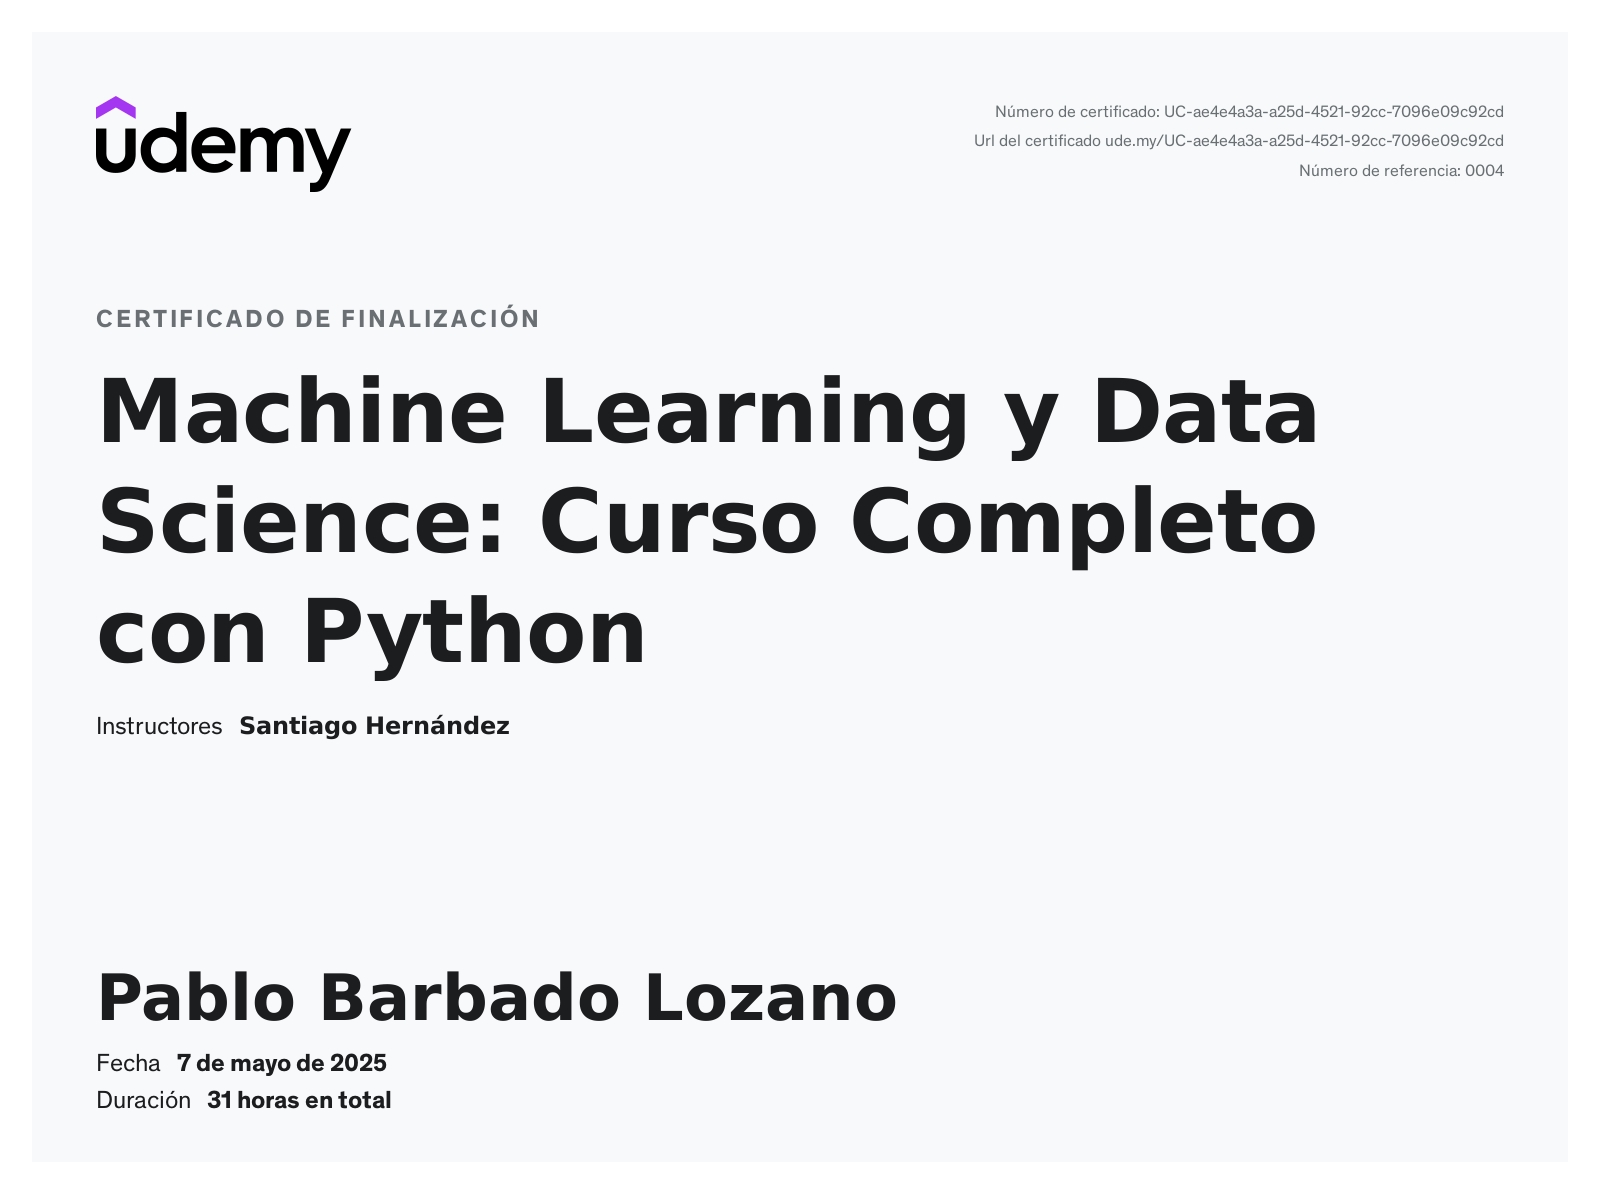 udemy
Número de certificado: UC-ae4e4a3a-a25d-4521-92cc-7096e09c92cd
Url del certificado ude.my/UC-ae4e4a3a-a25d-4521-92cc-7096e09c92cd
Número de referencia: 0004
CERTIFICADO DE FINALIZACIÓN
Machine Learning y Data
Science: Curso Completo
con Python
Instructores Santiago Hernández
Pablo Barbado Lozano
Fecha 7 de mayo de 2025
Duración 31 horas en total